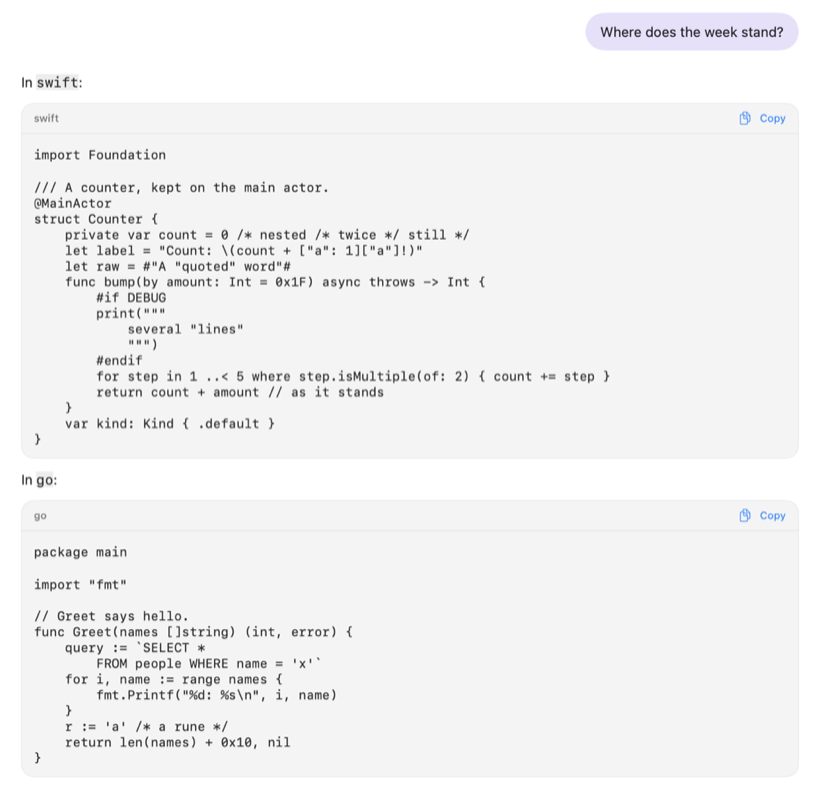 Where does the week stand?
In swift:
swift
Copy
import Foundation

/// A counter, kept on the main actor.
@MainActor
struct Counter {
    private var count = 0 /* nested /* twice */ still */
    let label = "Count: \(count + ["a": 1]["a"]!)"
    let raw = #"A "quoted" word"#
    func bump(by amount: Int = 0x1F) async throws -> Int {
        #if DEBUG
        print("""
            several "lines"
            """)
        #endif
        for step in 1 ..< 5 where step.isMultiple(of: 2) { count += step }
        return count + amount // as it stands
    }
    var kind: Kind { .default }
}
In go:
go
Copy
package main

import "fmt"

// Greet says hello.
func Greet(names []string) (int, error) {
    query := `SELECT *
        FROM people WHERE name = 'x'`
    for i, name := range names {
        fmt.Printf("%d: %s\n", i, name)
    }
    r := 'a' /* a rune */
    return len(names) + 0x10, nil
}